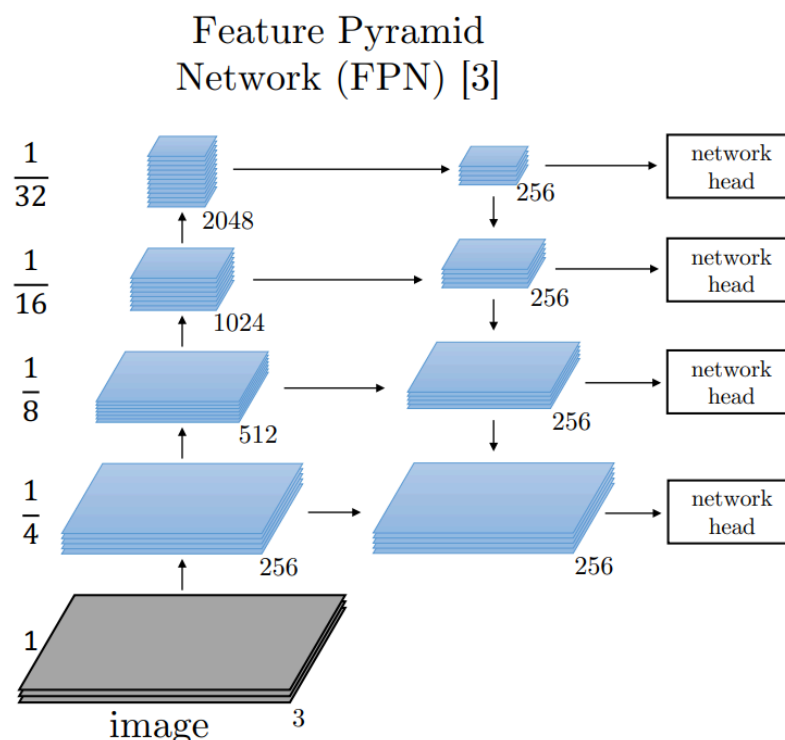 Feature Pyramid
Network (FPN) [3]
1/32
2048
256
network
head
1/16
1024
256
network
head
1/8
512
256
network
head
1/4
256
256
network
head
1
3
image